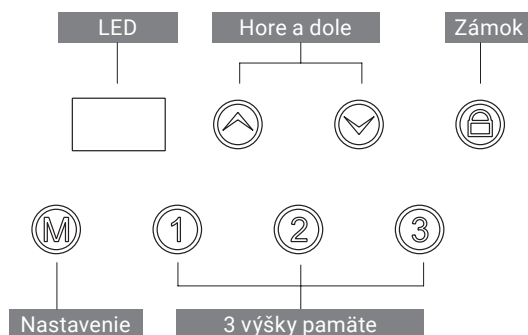 LED
Hore a dole
Zámok
M
1
2
3
Nastavenie
3 výšky pamäte